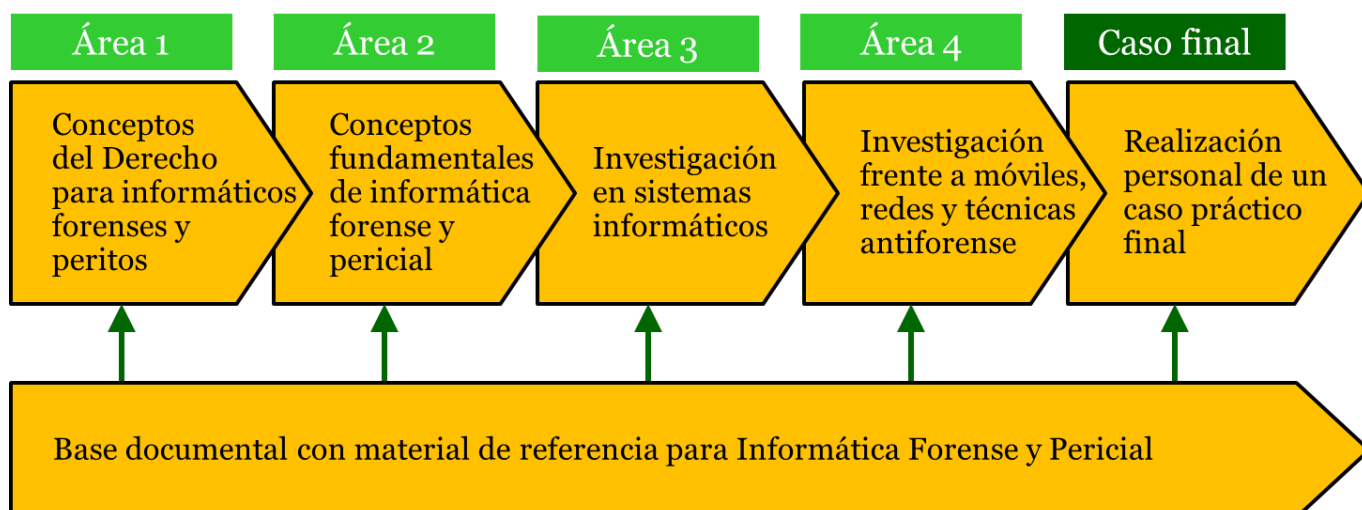 Área 1
Área 2
Área 3
Área 4
Caso final
Conceptos
del Derecho
para informáticos
forenses y
peritos
Conceptos
fundamentales
de informática
forense y
pericial
Investigación
en sistemas
informáticos
Investigación
frente a móviles,
redes y técnicas
antiforense
Realización
personal de un
caso práctico
final
Base documental con material de referencia para Informática Forense y Pericial